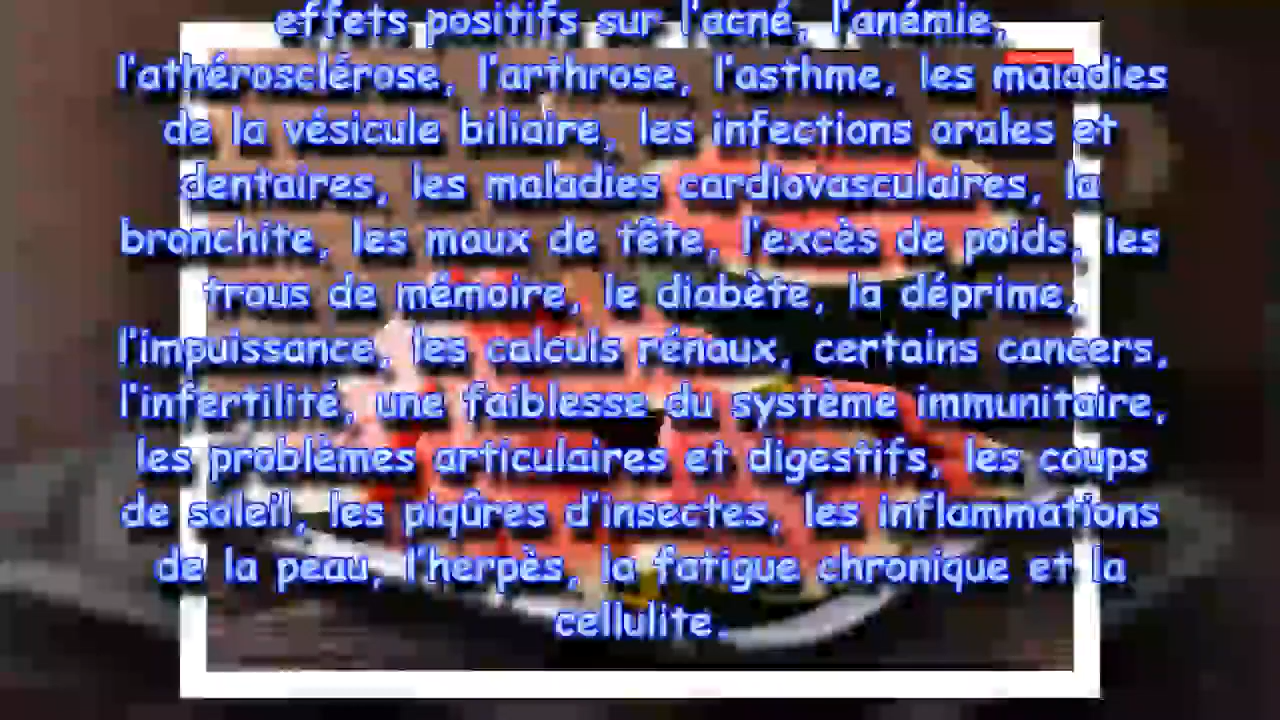 effets positifs sur l'acné, l'anémie,
l'athérosclérose, l'arthrose, l'asthme, les maladies
de la vésicule biliaire, les infections orales et
dentaires, les maladies cardiovasculaires, la
bronchite, les maux de tête, l'excès de poids, les
trous de mémoire, le diabète, la déprime,
l'impuissance, les calculs rénaux, certains cancers,
l'infertilité, une faiblesse du système immunitaire,
les problèmes articulaires et digestifs, les coups
de soleil, les piqûres d'insectes, les inflammations
de la peau, l'herpès, la fatigue chronique et la
cellulite.